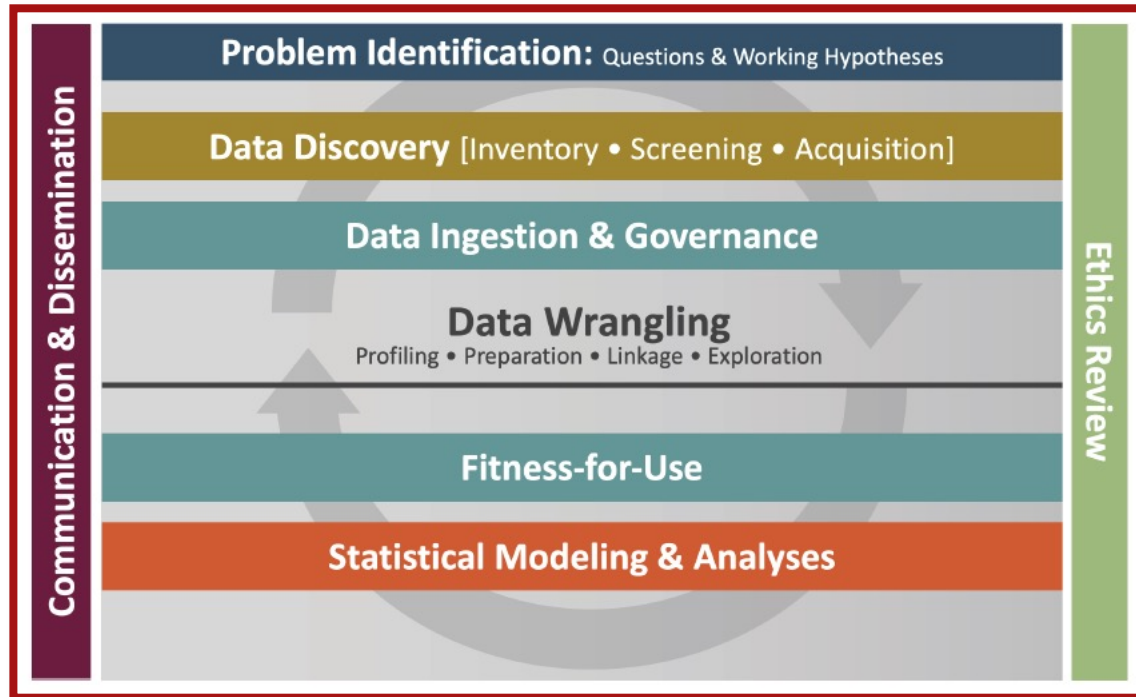 Communication & Dissemination
Problem Identification: Questions & Working Hypotheses
Data Discovery [Inventory • Screening • Acquisition]
Data Ingestion & Governance
Data Wrangling
Profiling • Preparation • Linkage • Exploration
Fitness-for-Use
Statistical Modeling & Analyses
Ethics Review